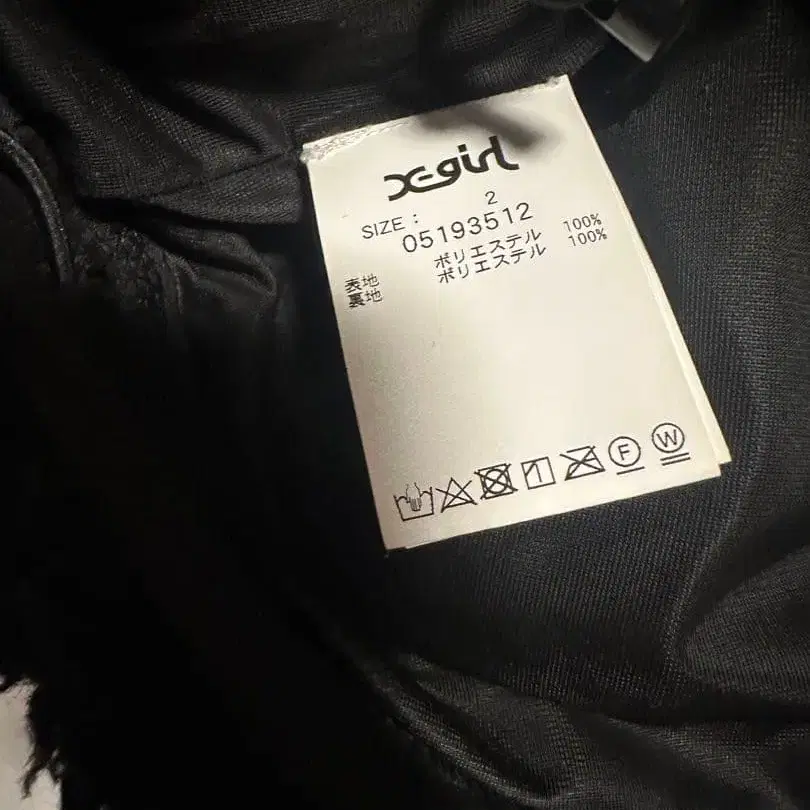 X-girl
SIZE : 2
05193512
表地 ポリエステル 100%
裏地 ポリエステル 100%
F W